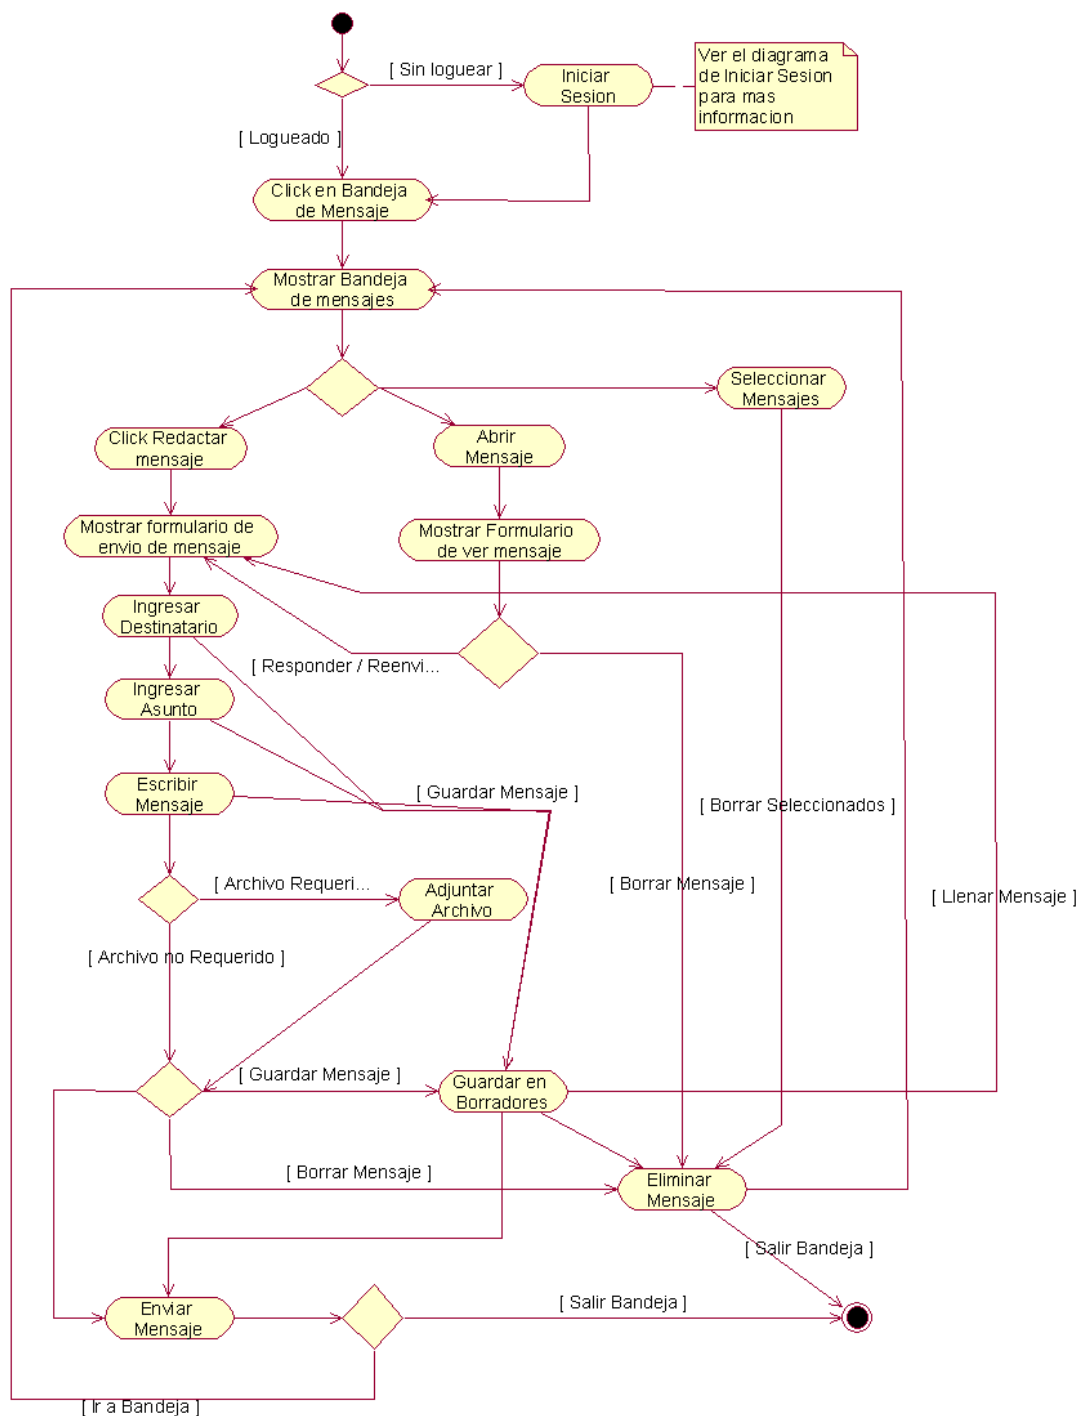 [ Sin loguear ]
Iniciar
Sesion
Ver el diagrama
de Iniciar Sesion
para mas
informacion
[ Logueado ]
Click en Bandeja
de Mensaje
Mostrar Bandeja
de mensajes
Seleccionar
Mensajes
Click Redactar
mensaje
Abrir
Mensaje
Mostrar formulario de
envio de mensaje
Mostrar Formulario
de ver mensaje
Ingresar
Destinatario
[ Responder / Reenvi...
Ingresar
Asunto
Escribir
Mensaje
[ Guardar Mensaje ]
[ Borrar Seleccionados ]
[ Archivo Requeri...
Adjuntar
Archivo
[ Borrar Mensaje ]
[ Llenar Mensaje ]
[ Archivo no Requerido ]
[ Guardar Mensaje ]
Guardar en
Borradores
[ Borrar Mensaje ]
Eliminar
Mensaje
[ Salir Bandeja ]
Enviar
Mensaje
[ Salir Bandeja ]
[ Ir a Bandeja ]